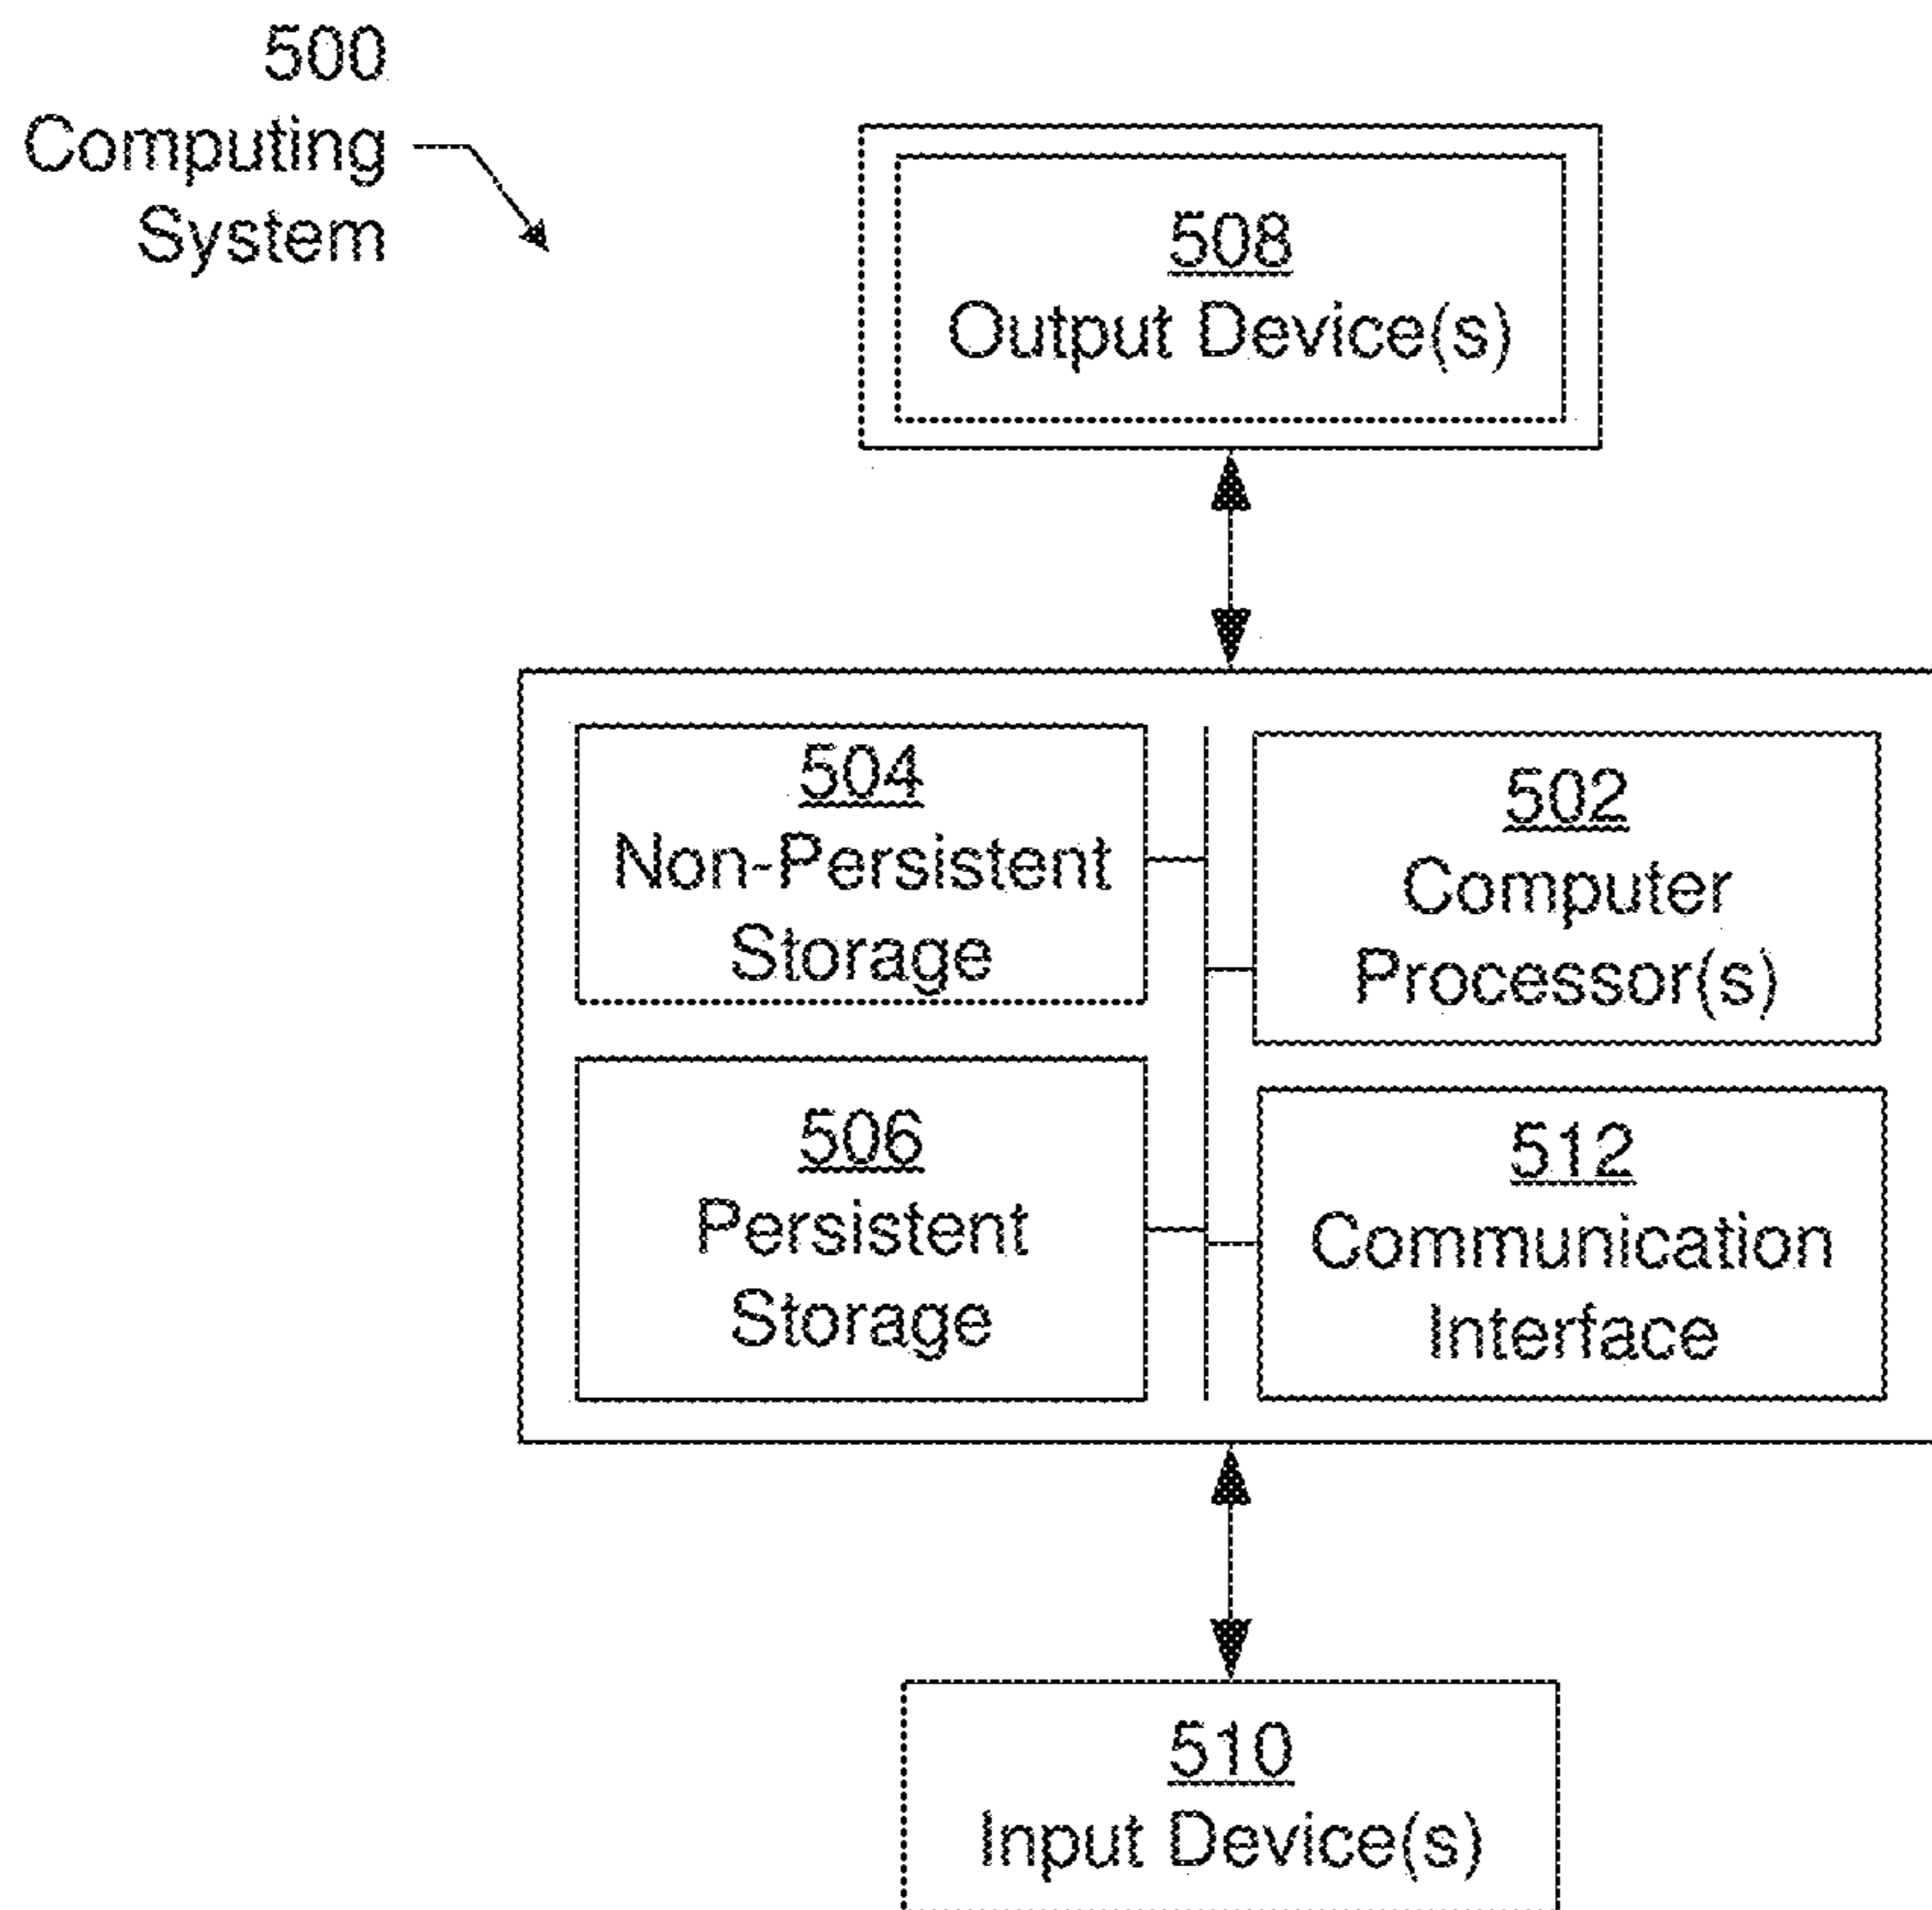 500
Computing
System
508
Output Device(s)
504
Non-Persistent
Storage
502
Computer
Processor(s)
506
Persistent
Storage
512
Communication
Interface
510
Input Device(s)